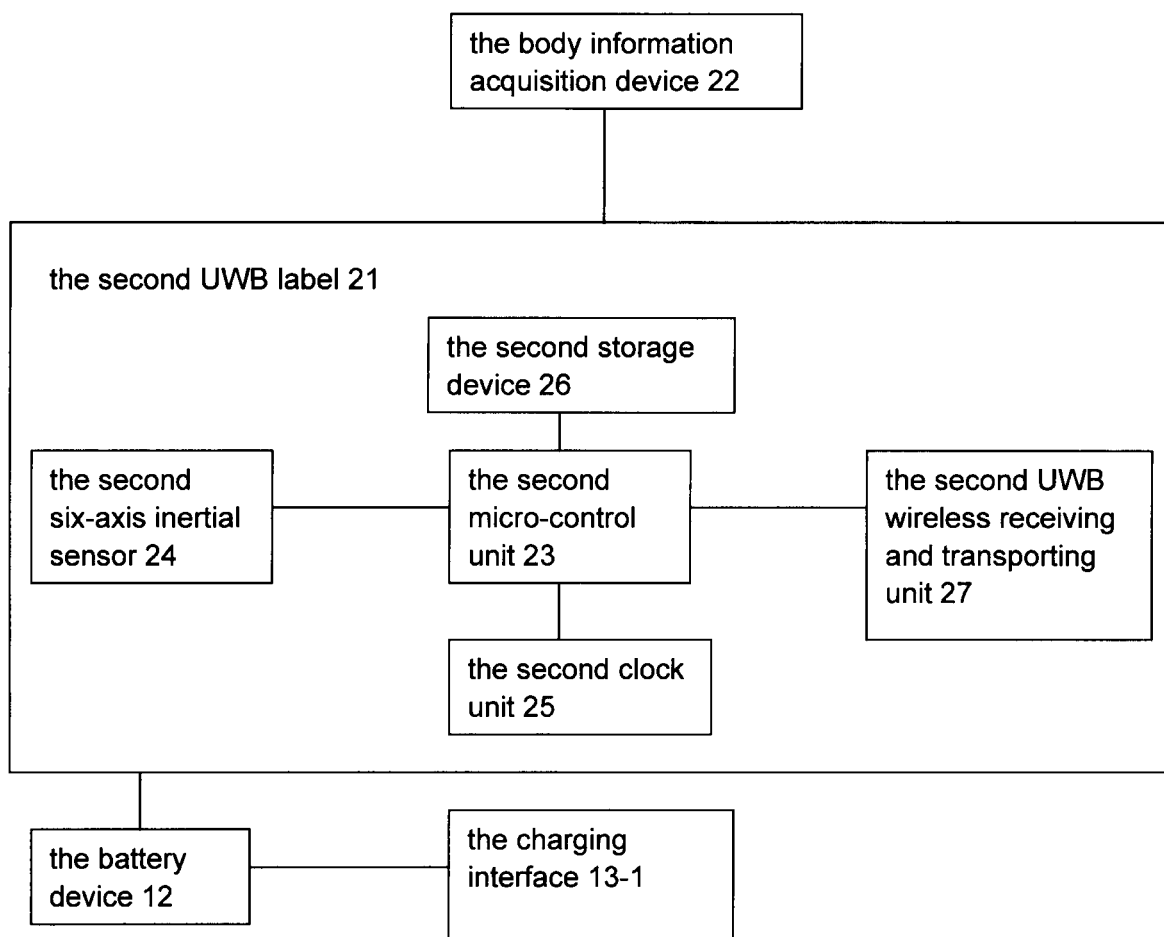 the body information
acquisition device 22
the second UWB label 21
the second storage
device 26
the second
six-axis inertial
sensor 24
the second
micro-control
unit 23
the second UWB
wireless receiving
and transporting
unit 27
the second clock
unit 25
the battery
device 12
the charging
interface 13-1